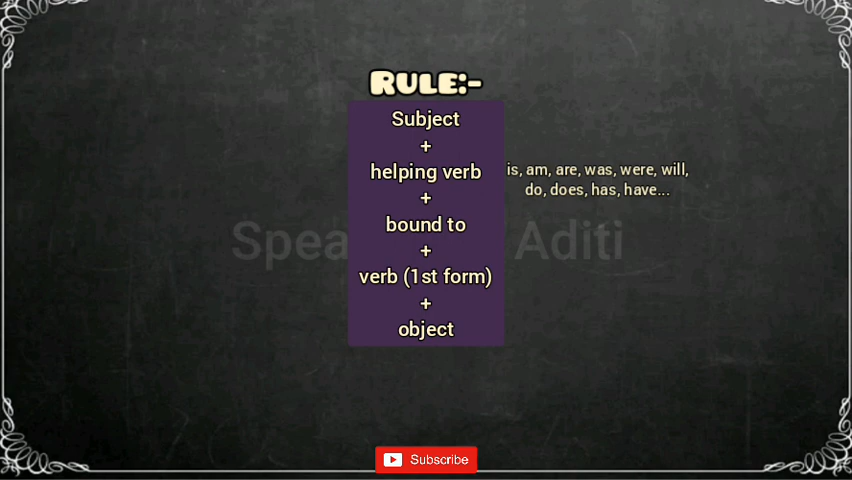 RULE:-
Subject
+
helping verb
is, am, are, was, were, will,
do, does, has, have...
+
bound to
+
verb (1st form)
+
object
Aditi
Subscribe